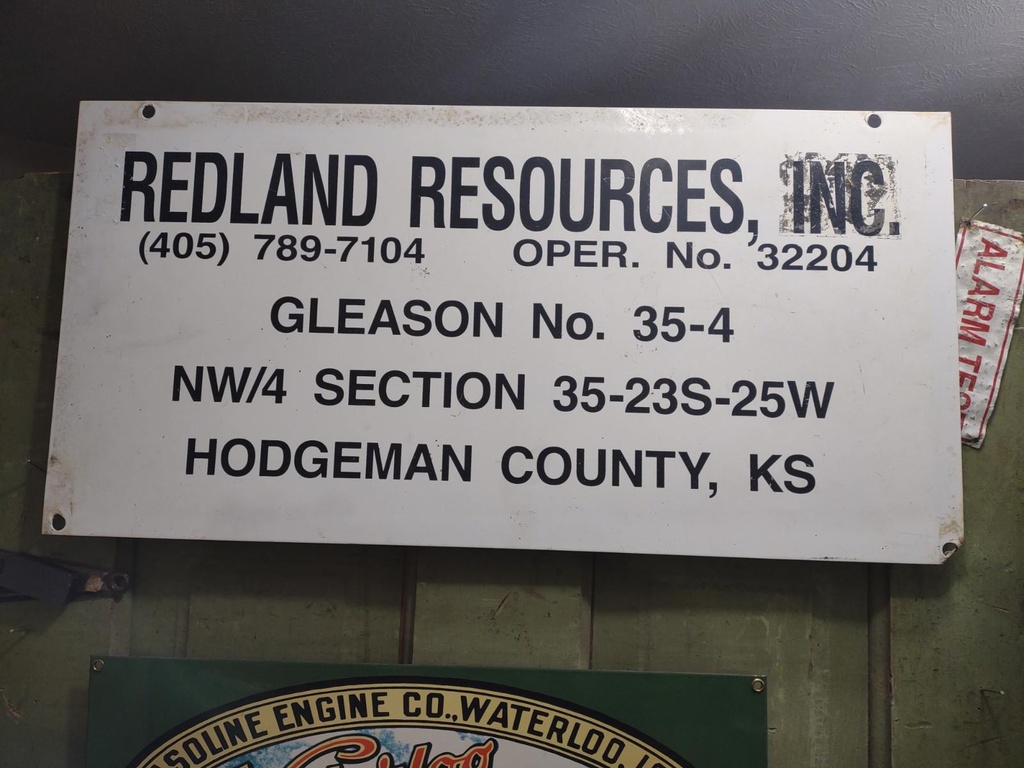 REDLAND RESOURCES, INC.
(405) 789-7104 OPER. No. 32204
GLEASON No. 35-4
NW/4 SECTION 35-23S-25W
HODGEMAN COUNTY, KS
ALARM
ENGINE CO., WATERLOO,